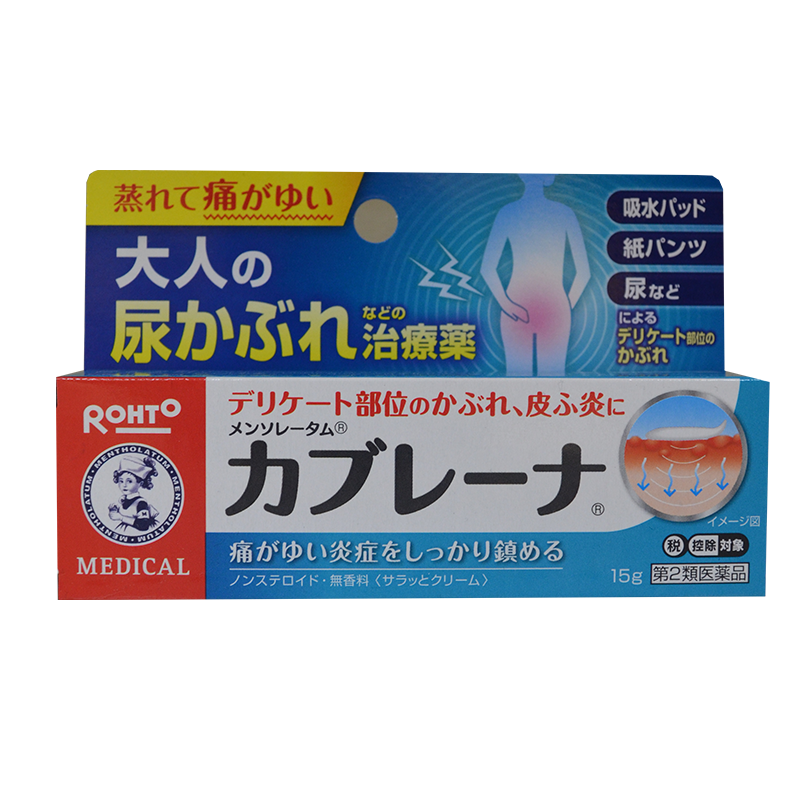 蒸れて痛がゆい
大人の
尿かぶれなどの治療薬
吸水パッド
紙パンツ
尿など
による
デリケート部位の
かぶれ
ROHTO
MENTHOLATUM・MENTHOLATUM・MENTHOLATUM・
MEDICAL
デリケート部位のかぶれ、皮ふ炎に
メンソレータム®
カブレーナ®
イメージ図
痛がゆい炎症をしっかり鎮める
ノンステロイド・無香料〈サラッとクリーム〉
税 控除 対象
15g 第2類医薬品